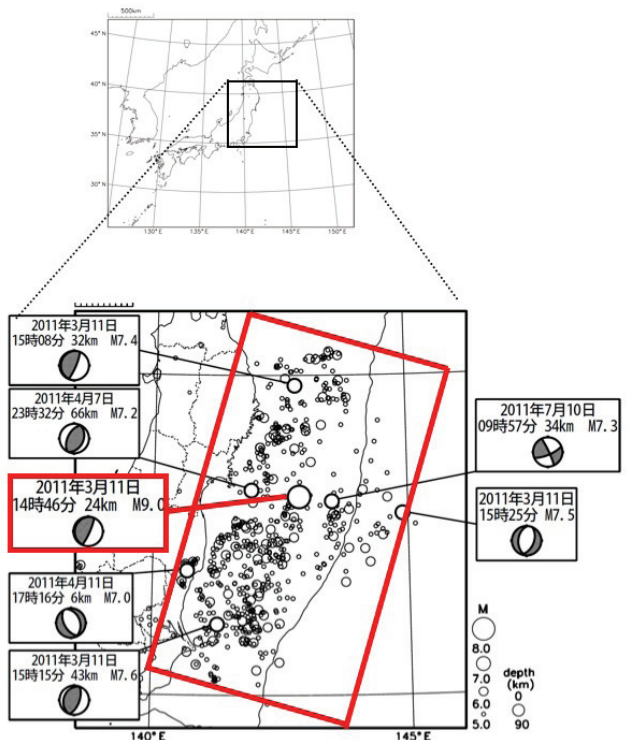 500km
45°N
40°N
35°N
30°N
130°E
135°E
140°E
145°E
150°E
2011年3月11日
15時08分 32km M7.4
2011年4月7日
23時32分 66km M7.2
2011年3月11日
14時46分 24km M9.0
2011年4月11日
17時16分 6km M7.0
2011年3月11日
15時15分 43km M7.6
2011年7月10日
09時57分 34km M7.3
2011年3月11日
15時25分 M7.5
M
8.0
7.0
6.0
5.0
depth
(km)
0
90
140°E
145°E